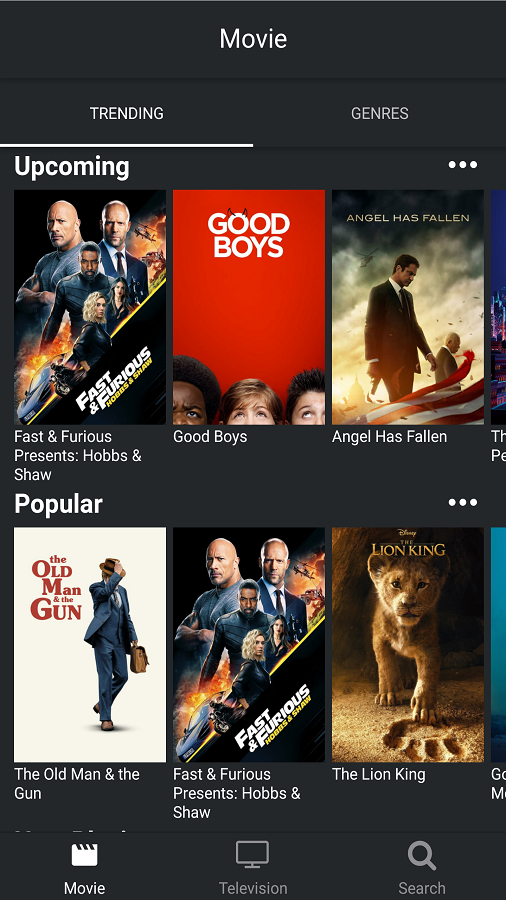 Movie
TRENDING
GENRES
Upcoming
GOOD
BOYS
ANGEL HAS FALLEN
FAST
& FURIOUS
HOBBS & SHAW
Fast & Furious
Presents: Hobbs &
Shaw
Good Boys
Angel Has Fallen
Th
Pe
Popular
the
OLD
MAN
& the
GUN
FAST
& FURIOUS
HOBBS & SHAW
Disney
THE
LION KING
The Old Man & the
Gun
Fast & Furious
Presents: Hobbs &
Shaw
The Lion King
Go
Mo
Movie
Television
Search